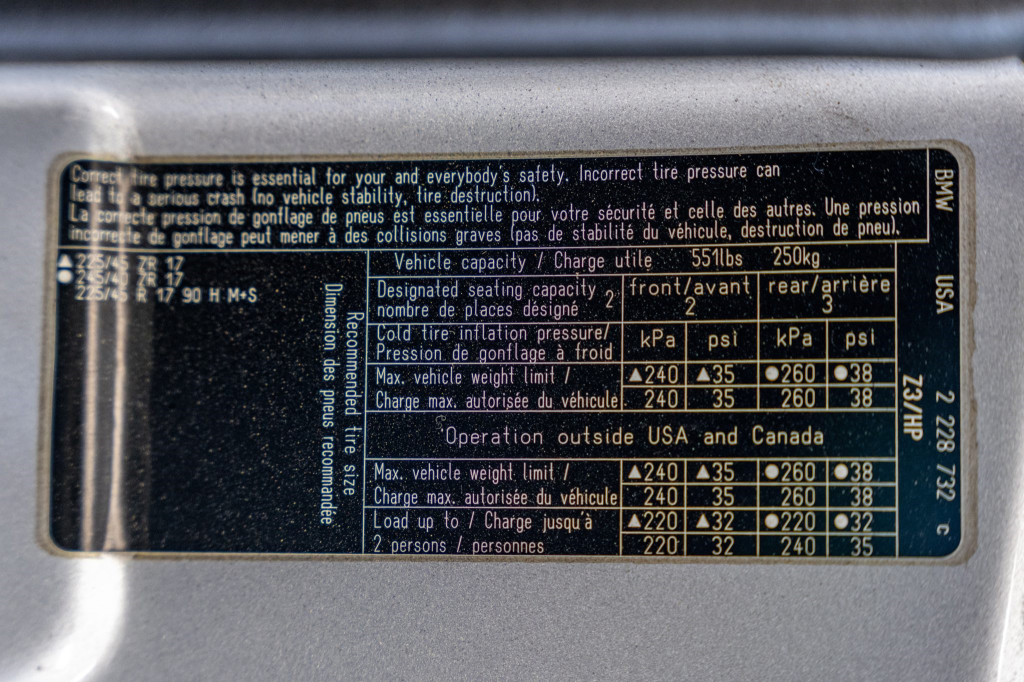 Correct tire pressure is essential for your and everybody's safety. Incorrect tire pressure can
lead to a serious crash (no vehicle stability, tire destruction).
La correcte pression de gonflage de pneus est essentielle pour votre sécurité et celle des autres. Une pression
incorrecte de gonflage peut mener à des collisions graves (pas de stabilité du véhicule, destruction de pneu).
▲ 225/45 ZR 17
● 245/40 ZR 17
225/45 R 17 90 H M+S
Recommended tire size
Dimension des pneus recommandée
Vehicle capacity / Charge utile 551lbs 250kg
Designated seating capacity 2 front/avant rear/arrière
nombre de places désigné 2 3
Cold tire inflation pressure/ kPa psi kPa psi
Pression de gonflage à froid
Max. vehicle weight limit / ▲240 ▲35 ●260 ●38
Charge max. autorisée du véhicule 240 35 260 38
Operation outside USA and Canada
Max. vehicle weight limit / ▲240 ▲35 ●260 ●38
Charge max. autorisée du véhicule 240 35 260 38
Load up to / Charge jusqu'à ▲220 ▲32 ●220 ●32
2 persons / personnes 220 32 240 35
Z3/HP
BMW USA 2 228 732 c